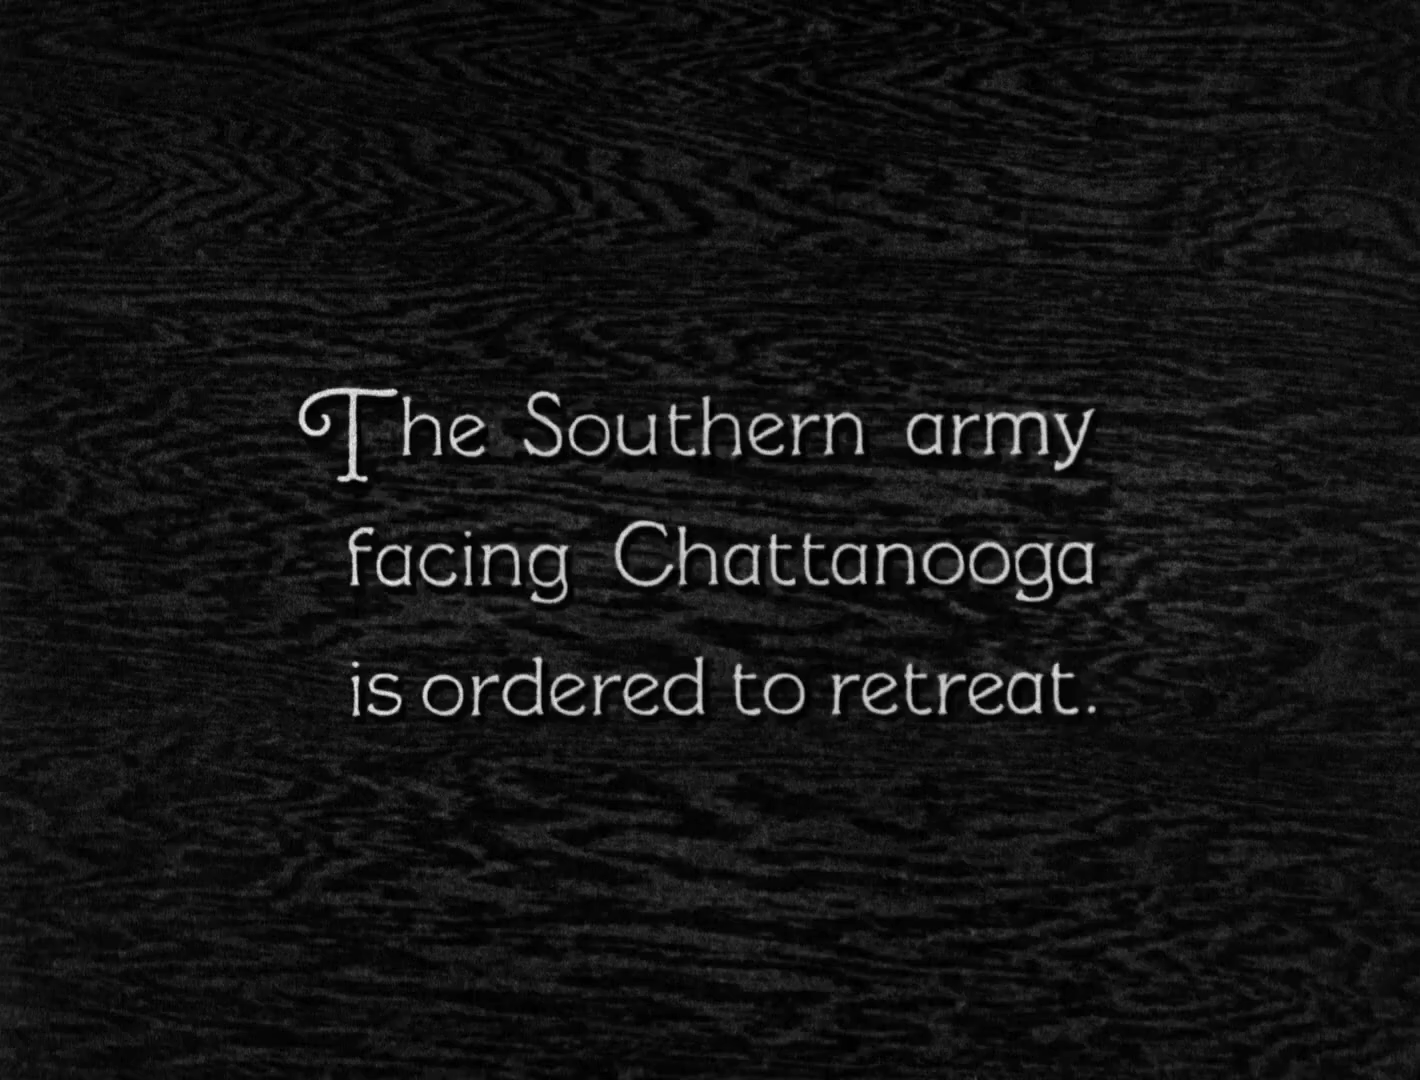 The Southern army
facing Chattanooga
is ordered to retreat.